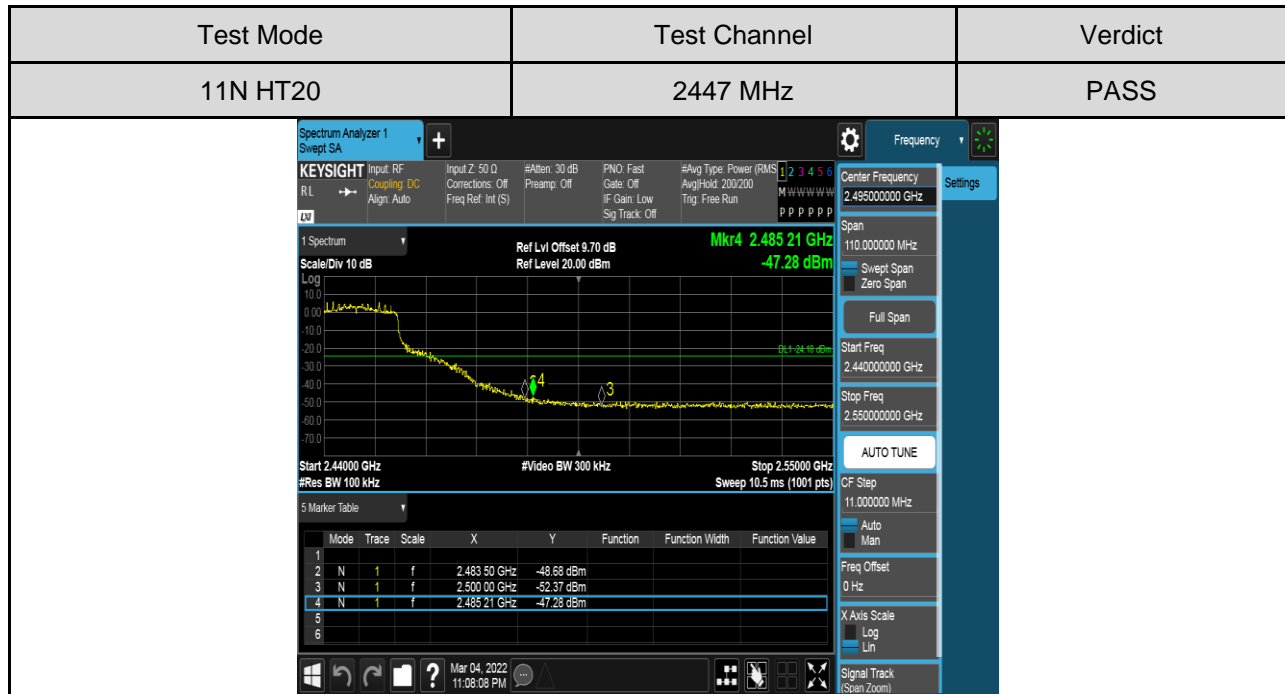 Test Mode Test Channel Verdict
11N HT20 2447 MHz PASS
Spectrum Analyzer 1
Swept SA
+
Frequency
KEYSIGHT Input: RF Input Z: 50 Ω #Atten: 30 dB PNO: Fast #Avg Type: Power (RMS 1 2 3 4 5 6
RL Coupling: DC Corrections: Off Preamp: Off Gate: Off Avg|Hold: 200/200 M W W W W W
Align: Auto Freq Ref: Int (S) IF Gain: Low Trig: Free Run
LXI Sig Track: Off P P P P P P
1 Spectrum Ref Lvl Offset 9.70 dB Mkr4 2.485 21 GHz
Scale/Div 10 dB Ref Level 20.00 dBm -47.28 dBm
Log
10.0
0.00
-10.0
-20.0 DL1 -24.18 dBm
-30.0
-40.0 4 3
-50.0
-60.0
-70.0
Start 2.44000 GHz #Video BW 300 kHz Stop 2.55000 GHz
#Res BW 100 kHz Sweep 10.5 ms (1001 pts)
5 Marker Table
Mode Trace Scale X Y Function Function Width Function Value
1
2 N 1 f 2.483 50 GHz -48.68 dBm
3 N 1 f 2.500 00 GHz -52.37 dBm
4 N 1 f 2.485 21 GHz -47.28 dBm
5
6
? Mar 04, 2022
11:08:08 PM
Center Frequency
2.495000000 GHz
Settings
Span
110.000000 MHz
Swept Span
Zero Span
Full Span
Start Freq
2.440000000 GHz
Stop Freq
2.550000000 GHz
AUTO TUNE
CF Step
11.000000 MHz
Auto
Man
Freq Offset
0 Hz
X Axis Scale
Log
Lin
Signal Track
(Span Zoom)